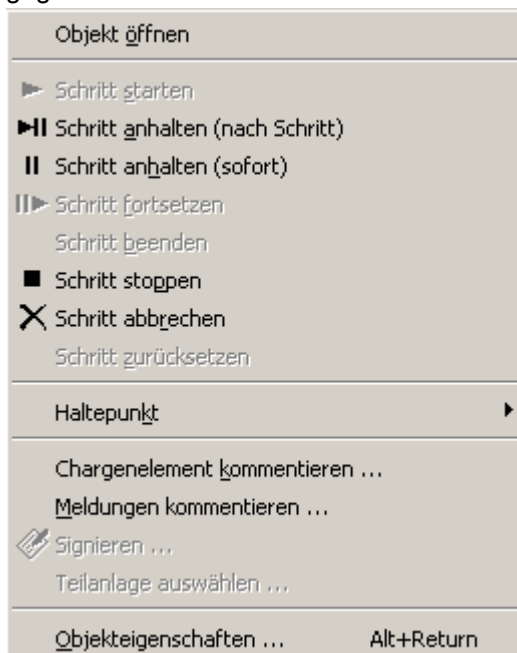 Objekt öffnen
Schritt starten
Schritt anhalten (nach Schritt)
Schritt anhalten (sofort)
Schritt fortsetzen
Schritt beenden
Schritt stoppen
Schritt abbrechen
Schritt zurücksetzen
Haltepunkt
Chargenelement kommentieren ...
Meldungen kommentieren ...
Signieren ...
Teilanlage auswählen ...
Objekteigenschaften ... Alt+Return